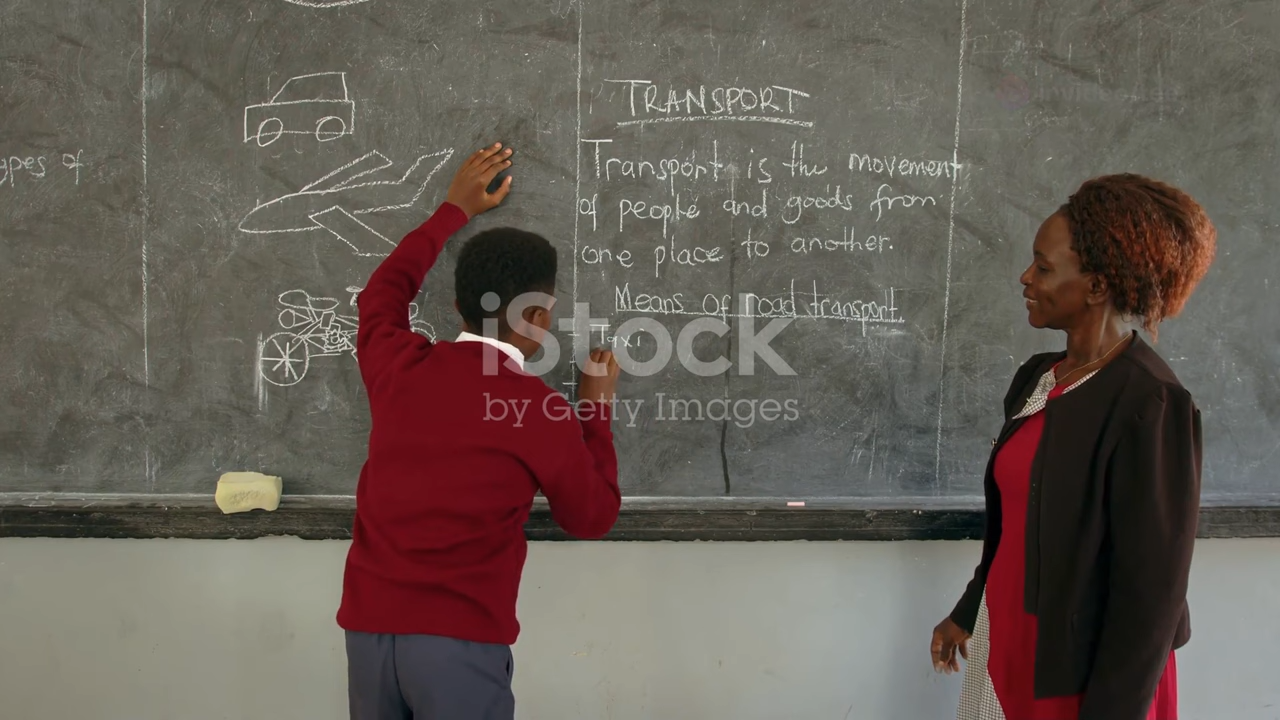 ypes of
TRANSPORT
Transport is the movement
of people and goods from
one place to another.
Means of road transport
Taxi
iStock
by Getty Images